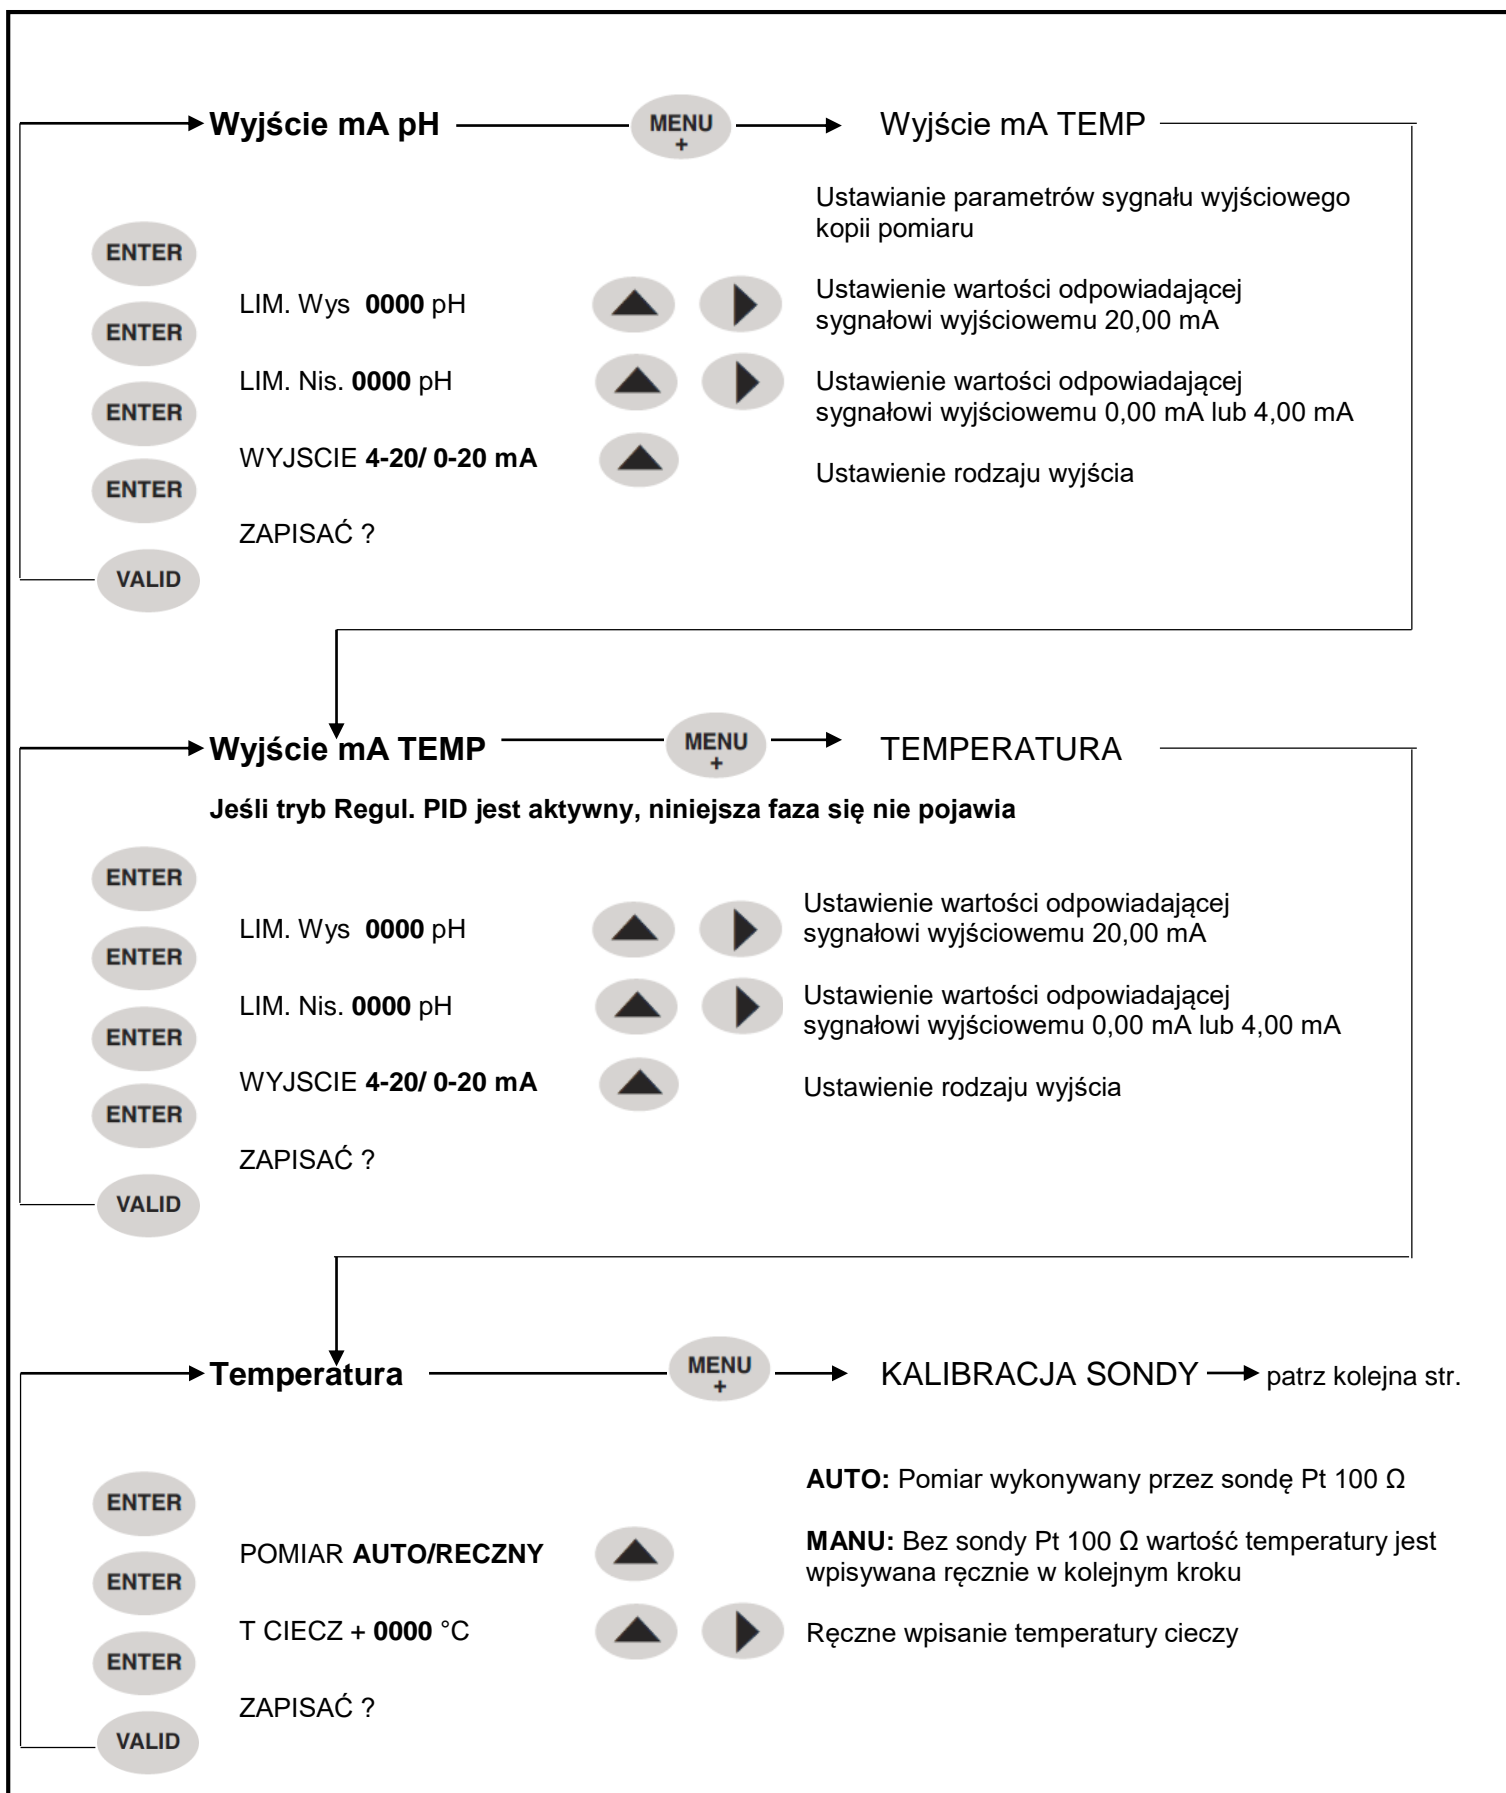 Wyjście mA pH
MENU
+
Wyjście mA TEMP
Ustawianie parametrów sygnału wyjściowego
kopii pomiaru
ENTER
LIM. Wys 0000 pH
Ustawienie wartości odpowiadającej
sygnałowi wyjściowemu 20,00 mA
ENTER
LIM. Nis. 0000 pH
Ustawienie wartości odpowiadającej
sygnałowi wyjściowemu 0,00 mA lub 4,00 mA
ENTER
WYJSCIE 4-20/ 0-20 mA
Ustawienie rodzaju wyjścia
ENTER
ZAPISAĆ ?
VALID
Wyjście mA TEMP
MENU
+
TEMPERATURA
Jeśli tryb Regul. PID jest aktywny, niniejsza faza się nie pojawia
ENTER
LIM. Wys 0000 pH
Ustawienie wartości odpowiadającej
sygnałowi wyjściowemu 20,00 mA
ENTER
LIM. Nis. 0000 pH
Ustawienie wartości odpowiadającej
sygnałowi wyjściowemu 0,00 mA lub 4,00 mA
ENTER
WYJSCIE 4-20/ 0-20 mA
Ustawienie rodzaju wyjścia
ENTER
ZAPISAĆ ?
VALID
Temperatura
MENU
+
KALIBRACJA SONDY
patrz kolejna str.
AUTO: Pomiar wykonywany przez sondę Pt 100 Ω
ENTER
POMIAR AUTO/RECZNY
MANU: Bez sondy Pt 100 Ω wartość temperatury jest
wpisywana ręcznie w kolejnym kroku
ENTER
T CIECZ + 0000 °C
Ręczne wpisanie temperatury cieczy
ENTER
ZAPISAĆ ?
VALID